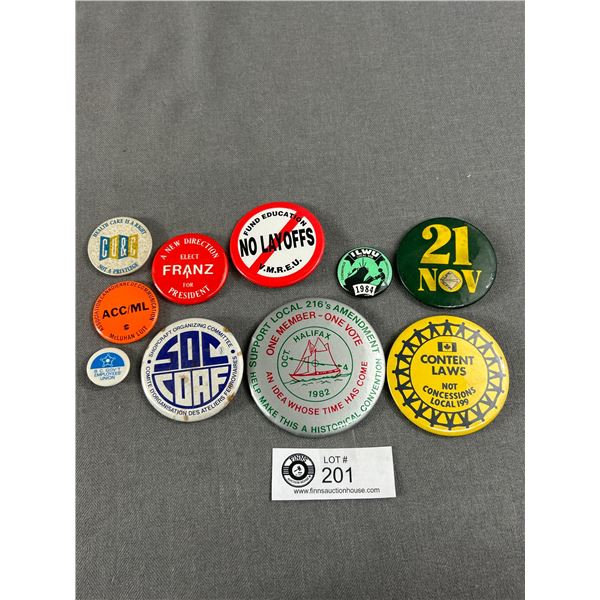 HEALTH CARE IS A RIGHT
CU&C
NOT A PRIVILEGE
A NEW DIRECTION
ELECT
FRANZ
FOR
PRESIDENT
FUND EDUCATION
NO LAYOFFS
V.M.R.E.U.
ILWU
1984
21
NOV
ACC/ML
B.C. GOV'T
EMPLOYEES'
UNION
SHOPCRAFT ORGANIZING COMMITTEE
SOC
COAF
COMITÉ D'ORGANISATION DES ATELIERS FERROVIAIRES
SUPPORT LOCAL 216's AMENDMENT
ONE MEMBER - ONE VOTE
HALIFAX
OCT 4
1982
AN IDEA WHOSE TIME HAS COME
HELP MAKE THIS A HISTORICAL CONVENTION
CONTENT
LAWS
NOT
CONCESSIONS
LOCAL 199
LOT #
201
www.finnsauctionhouse.com